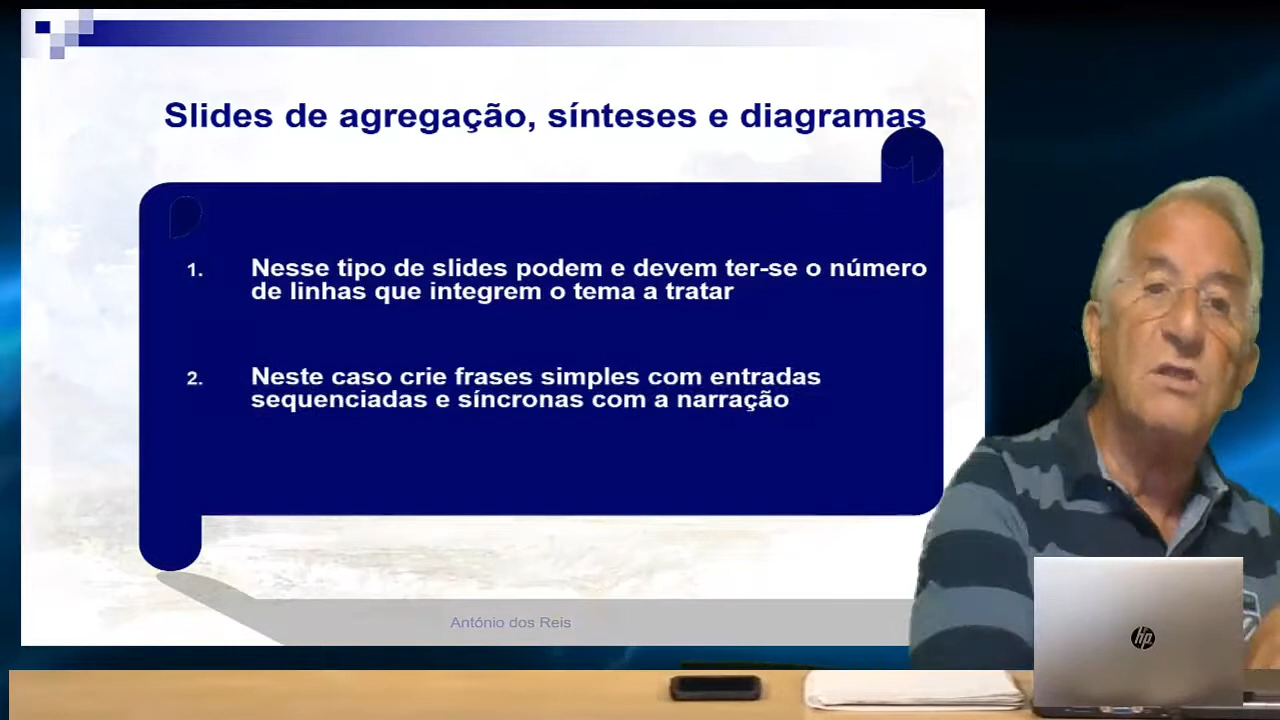 Slides de agregação, sínteses e diagramas
1. Nesse tipo de slides podem e devem ter-se o número
de linhas que integrem o tema a tratar
2. Neste caso crie frases simples com entradas
sequenciadas e síncronas com a narração
António dos Reis
hp